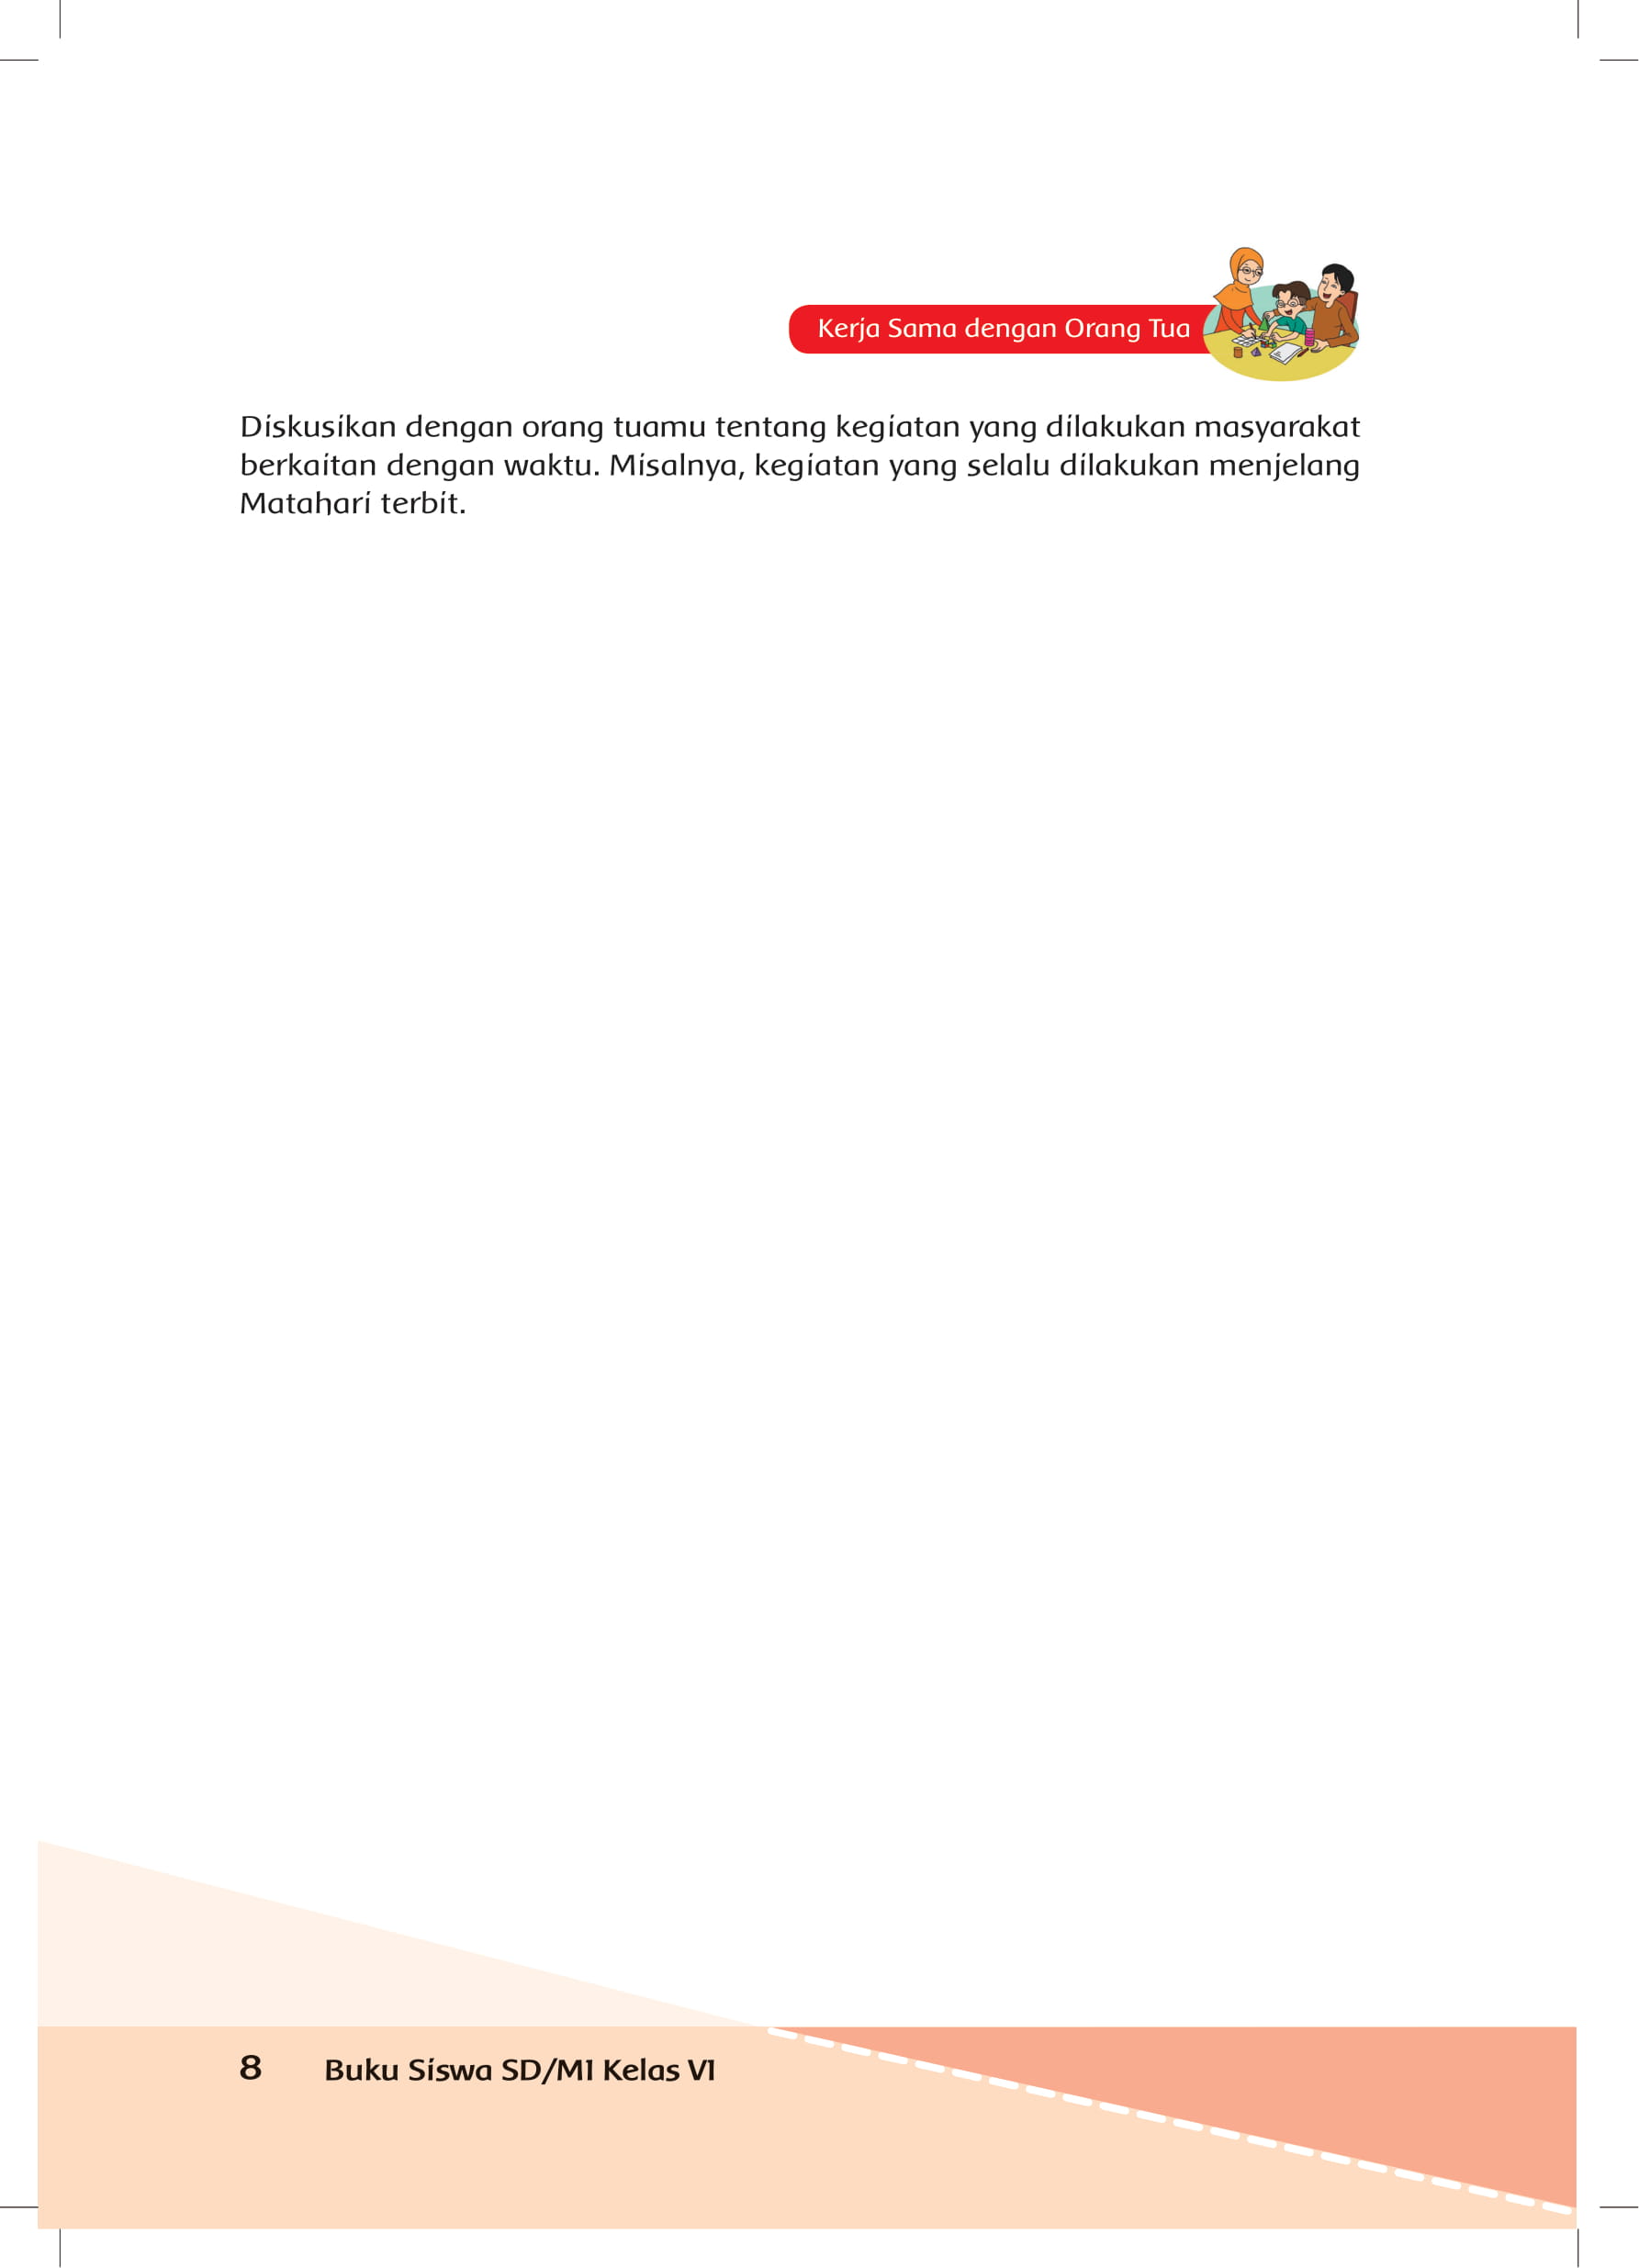 Kerja Sama dengan Orang Tua
Diskusikan dengan orang tuamu tentang kegiatan yang dilakukan masyarakat
berkaitan dengan waktu. Misalnya, kegiatan yang selalu dilakukan menjelang
Matahari terbit.
8 Buku Siswa SD/MI Kelas VI